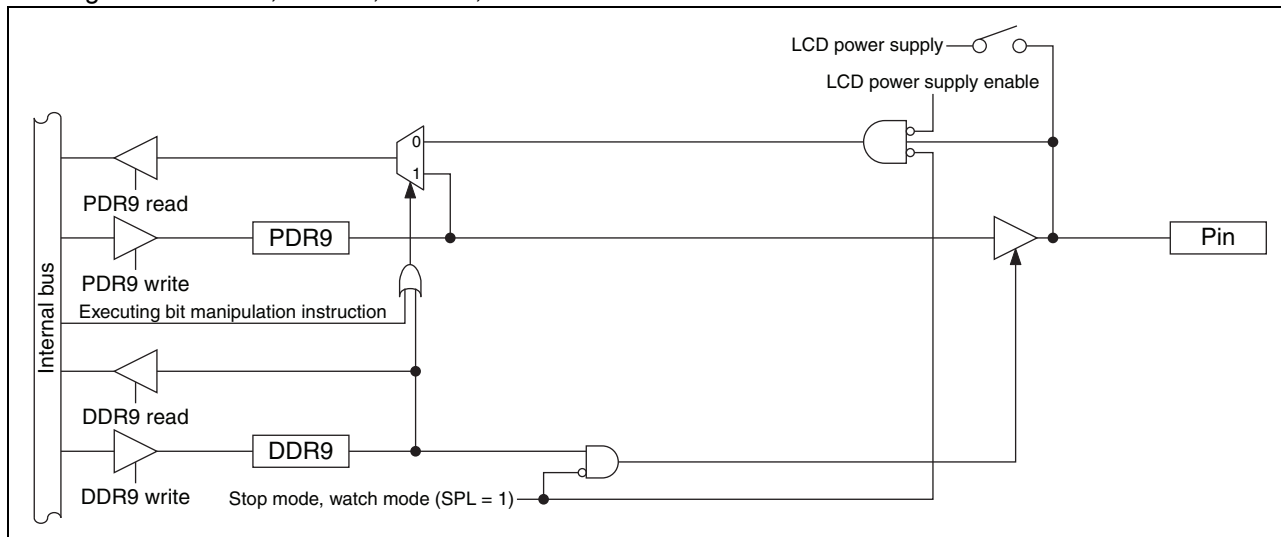 LCD power supply
LCD power supply enable
0
1
PDR9 read
PDR9
Pin
PDR9 write
Executing bit manipulation instruction
Internal bus
DDR9 read
DDR9
DDR9 write
Stop mode, watch mode (SPL = 1)